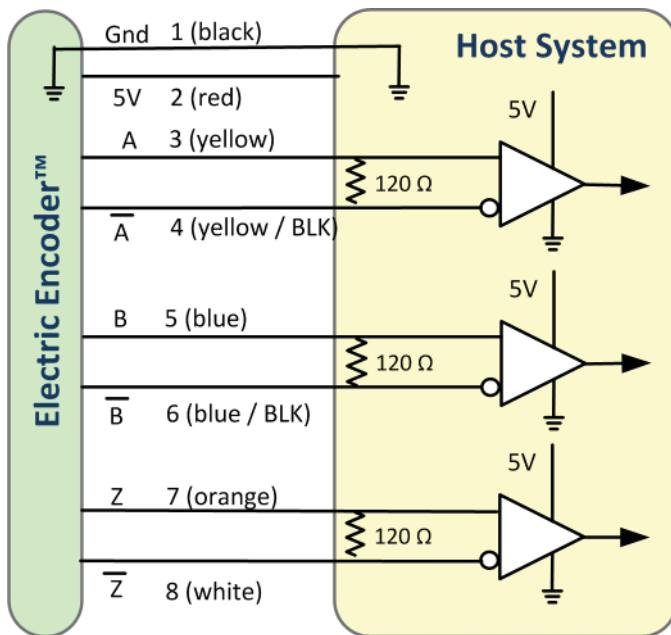 Electric Encoder™
Host System
Gnd 1 (black)
5V 2 (red)
A 3 (yellow)
A̅ 4 (yellow / BLK)
120 Ω
5V
B 5 (blue)
B̅ 6 (blue / BLK)
120 Ω
5V
Z 7 (orange)
Z̅ 8 (white)
120 Ω
5V